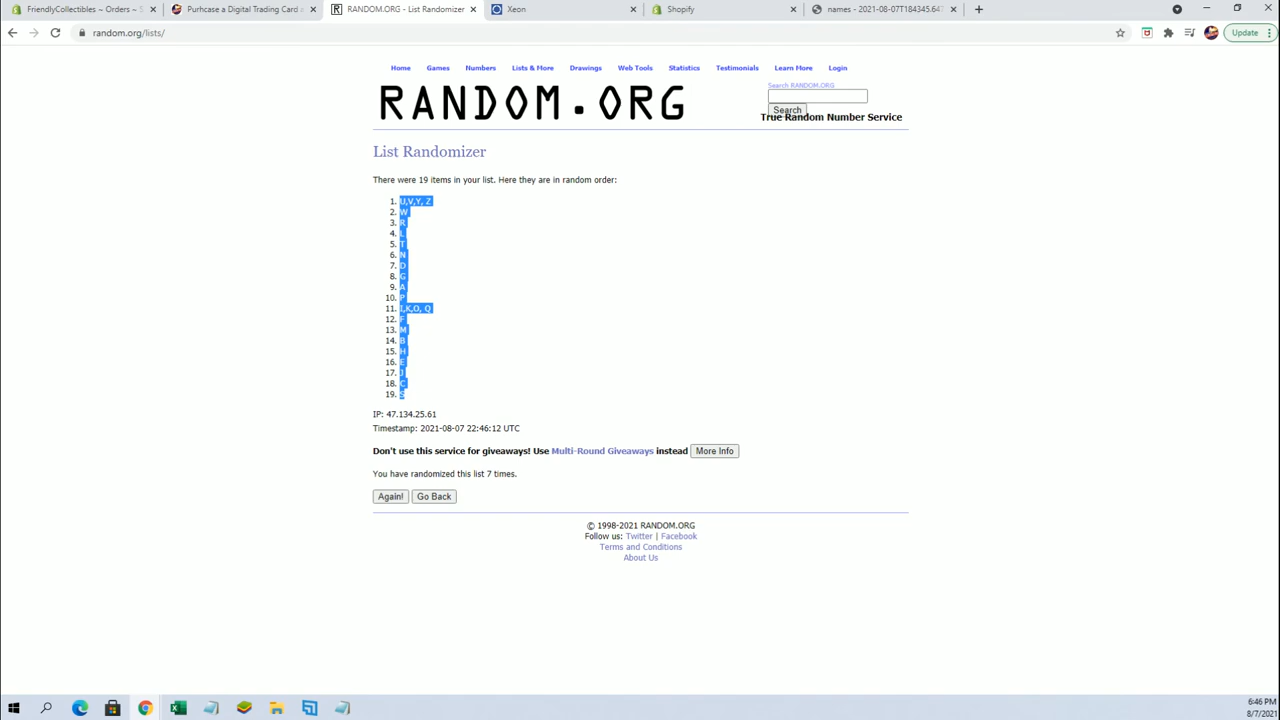 FriendlyCollectibles ~ Orders ~ S
Purhcase a Digital Trading Card o
RANDOM.ORG - List Randomizer
Xeon
Shopify
names - 2021-08-07T184345.647
random.org/lists/
Update
Home Games Numbers Lists & More Drawings Web Tools Statistics Testimonials Learn More Login
Search RANDOM.ORG
RANDOM.ORG
Search
True Random Number Service
List Randomizer
There were 19 items in your list. Here they are in random order:
1. U,V,Y, Z
2. W
3. R
4. L
5. T
6. N
7. D
8. G
9. A
10. P
11. I,K,O, Q
12. F
13. M
14. B
15. H
16. E
17. J
18. C
19. S
IP: 47.134.25.61
Timestamp: 2021-08-07 22:46:12 UTC
Don't use this service for giveaways! Use Multi-Round Giveaways instead More Info
You have randomized this list 7 times.
Again! Go Back
© 1998-2021 RANDOM.ORG
Follow us: Twitter | Facebook
Terms and Conditions
About Us
6:46 PM
8/7/2021